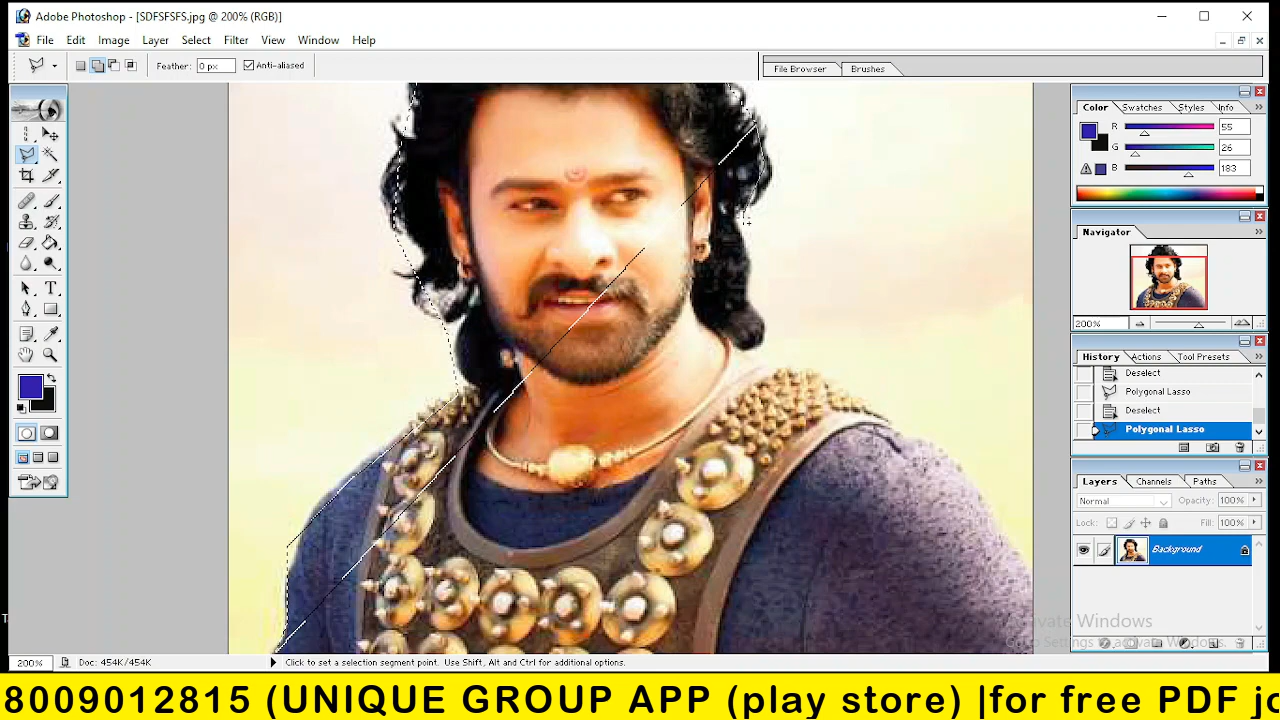 Adobe Photoshop - [SDFSFSFS.jpg @ 200% (RGB)]
File Edit Image Layer Select Filter View Window Help
Feather: 0 px Anti-aliased
File Browser Brushes
Color Swatches Styles Info
R 55
G 26
B 183
Navigator
200%
History Actions Tool Presets
Deselect
Polygonal Lasso
Deselect
Polygonal Lasso
Layers Channels Paths
Normal Opacity: 100%
Lock: Fill: 100%
Background
Windows
200% Doc: 454K/454K Click to set a selection segment point. Use Shift, Alt and Ctrl for additional options.
8009012815 (UNIQUE GROUP APP (play store) |for free PDF